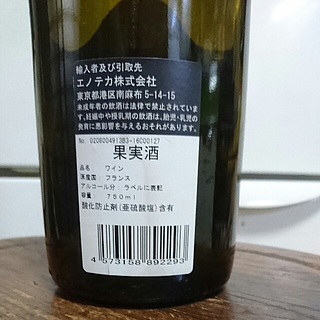 輸入者及び引取先
エノテカ株式会社
東京都港区南麻布 5-14-15
未成年者の飲酒は法律で禁止されていま
す。妊娠中や授乳期の飲酒は、胎児・乳児の
発育に悪影響を与えるおそれがあります。
No. 0208004913B3-16C00127
果実酒
品名 : ワイン
原産国 : フランス
アルコール分 : ラベルに表記
容量 : 750ml
酸化防止剤(亜硫酸塩)含有
4 573158 892293